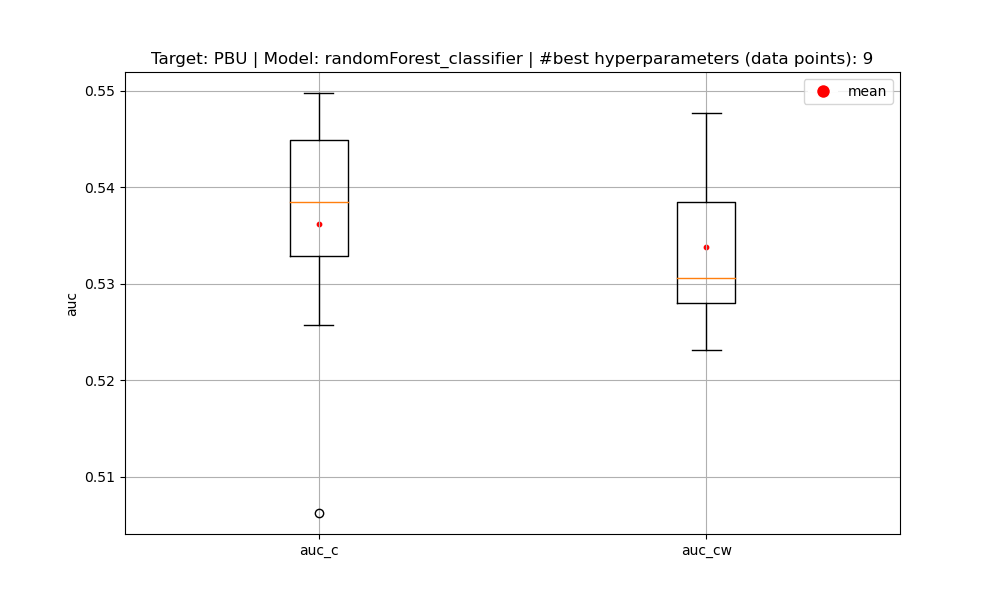 Target: PBU | Model: randomForest_classifier | #best hyperparameters (data points): 9
mean
0.55
0.54
0.53
0.52
0.51
auc
auc_c
auc_cw